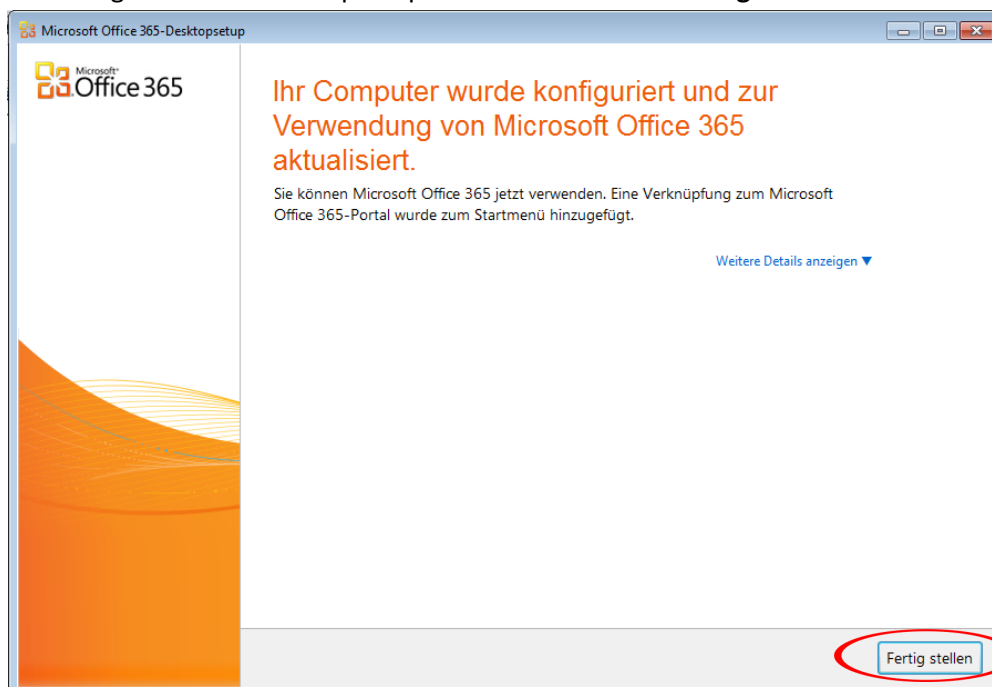 Microsoft Office 365-Desktopsetup
Microsoft
Office 365
Ihr Computer wurde konfiguriert und zur
Verwendung von Microsoft Office 365
aktualisiert.
Sie können Microsoft Office 365 jetzt verwenden. Eine Verknüpfung zum Microsoft
Office 365-Portal wurde zum Startmenü hinzugefügt.
Weitere Details anzeigen ▼
Fertig stellen